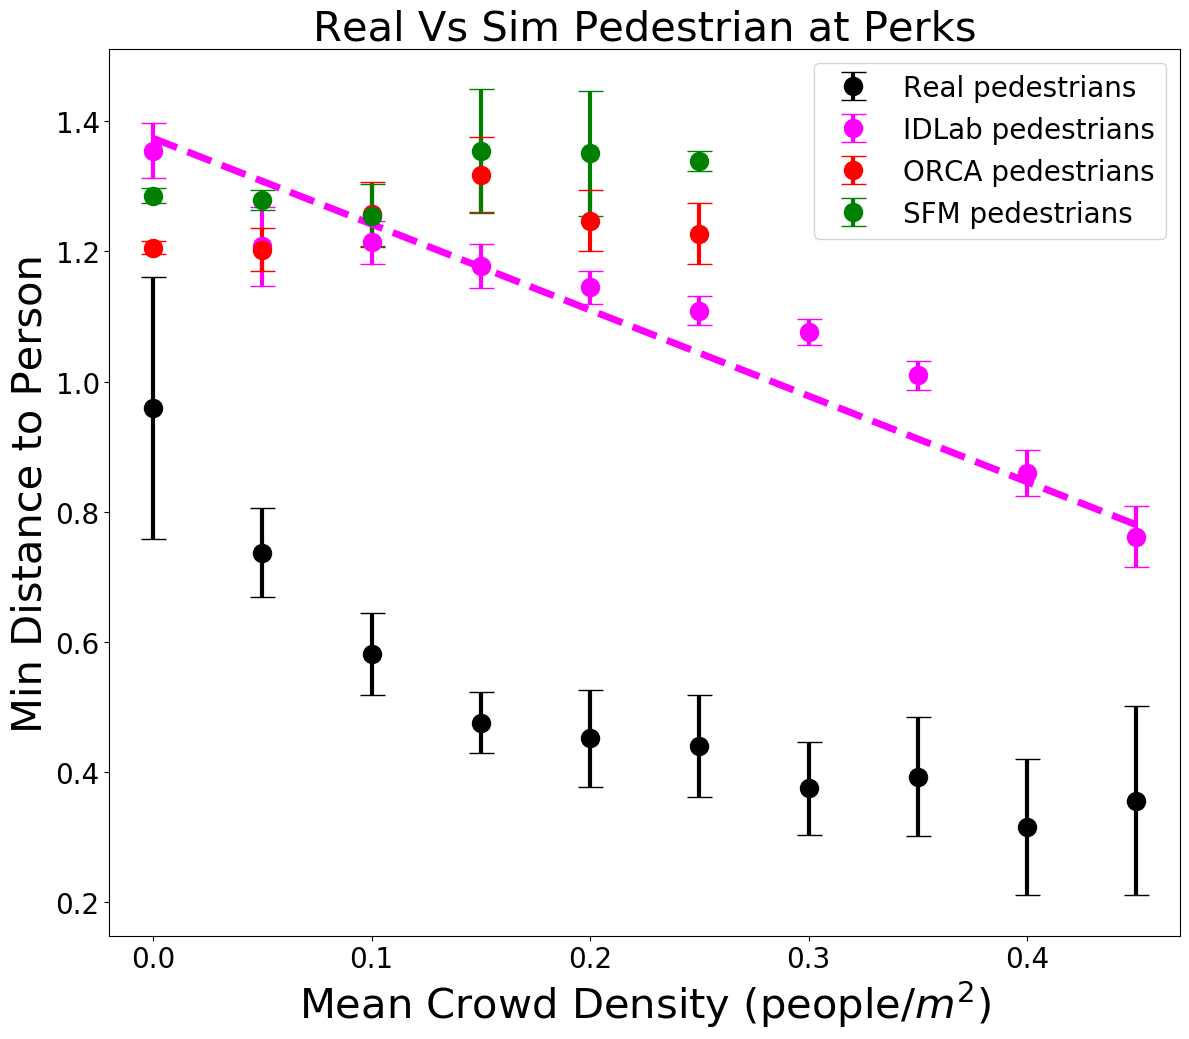 Real Vs Sim Pedestrian at Perks
Real pedestrians
IDLab pedestrians
ORCA pedestrians
SFM pedestrians
Min Distance to Person
1.4
1.2
1.0
0.8
0.6
0.4
0.2
0.0 0.1 0.2 0.3 0.4
Mean Crowd Density (people/m²)